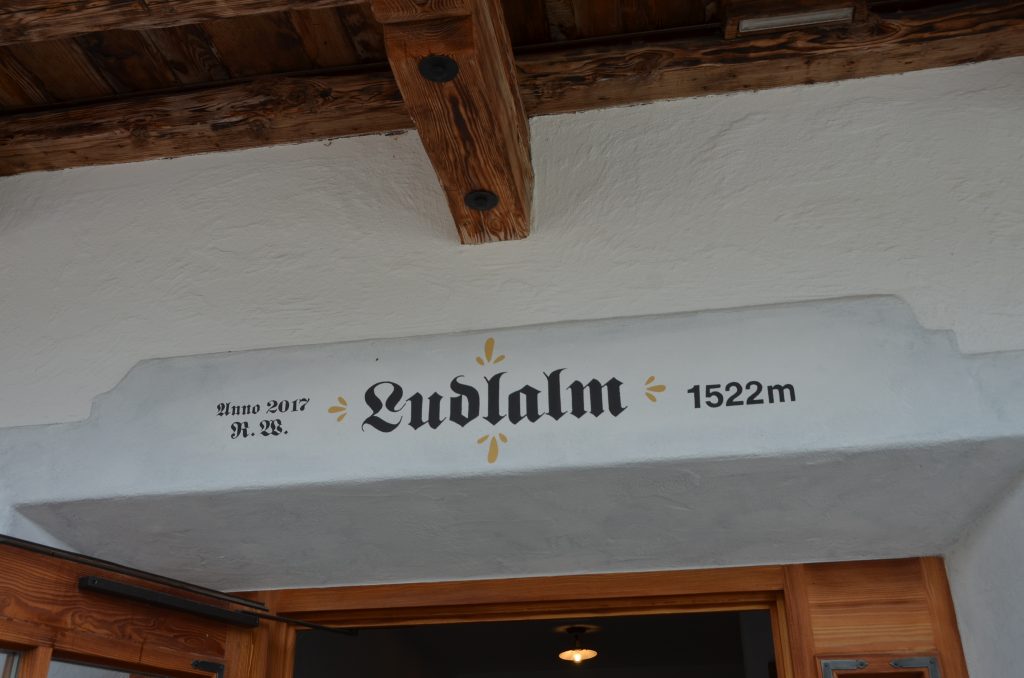 Anno 2017
R. W.
Ludlalm
1522m